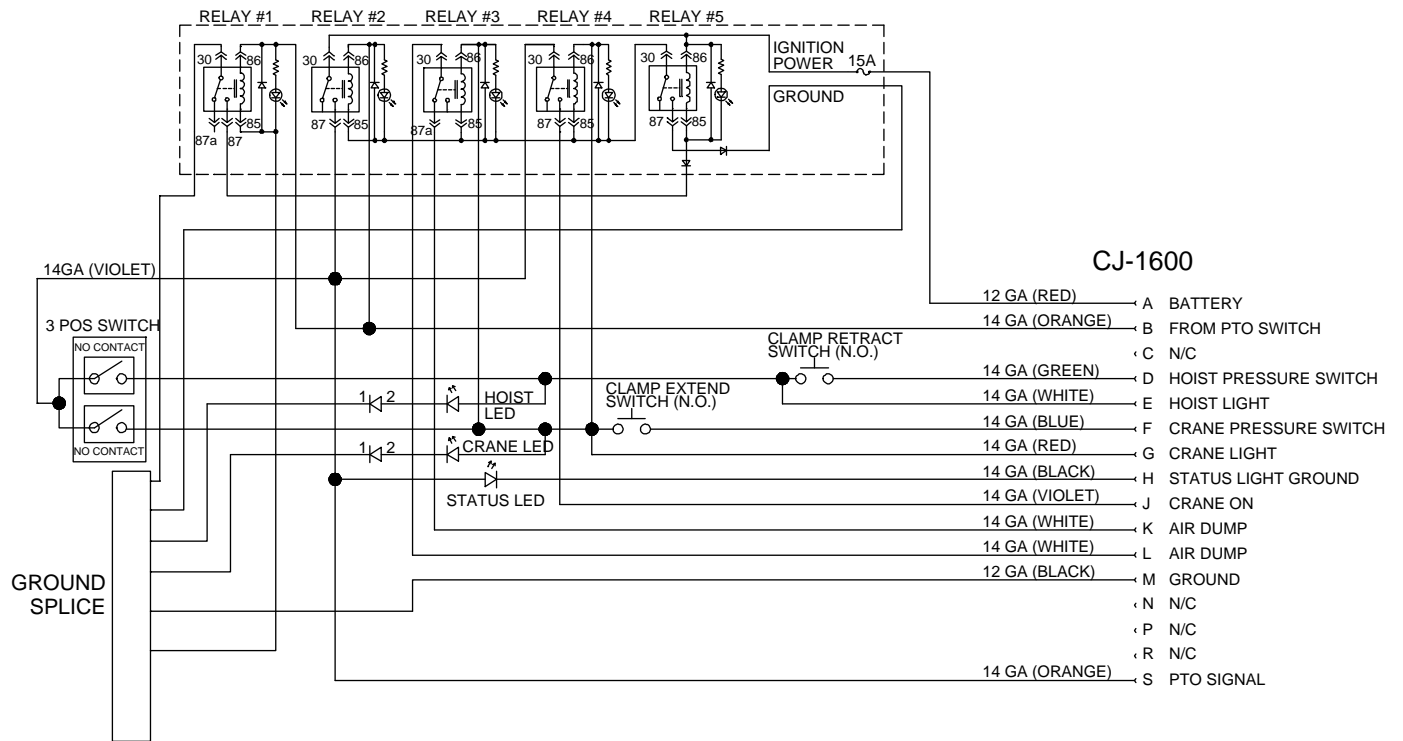 RELAY #1 RELAY #2 RELAY #3 RELAY #4 RELAY #5
IGNITION
POWER 15A
GROUND
30 86 30 86 30 86 30 86 30 86
87a 87 85 87 85 87a 85 87 85 87 85
14GA (VIOLET)
3 POS SWITCH
NO CONTACT
NO CONTACT
CJ-1600
12 GA (RED) A BATTERY
14 GA (ORANGE) B FROM PTO SWITCH
C N/C
CLAMP RETRACT
SWITCH (N.O.)
14 GA (GREEN) D HOIST PRESSURE SWITCH
14 GA (WHITE) E HOIST LIGHT
1 2 HOIST
LED
CLAMP EXTEND
SWITCH (N.O.)
14 GA (BLUE) F CRANE PRESSURE SWITCH
1 2 CRANE LED
14 GA (RED) G CRANE LIGHT
STATUS LED
14 GA (BLACK) H STATUS LIGHT GROUND
14 GA (VIOLET) J CRANE ON
14 GA (WHITE) K AIR DUMP
14 GA (WHITE) L AIR DUMP
12 GA (BLACK) M GROUND
N N/C
P N/C
R N/C
14 GA (ORANGE) S PTO SIGNAL
GROUND
SPLICE